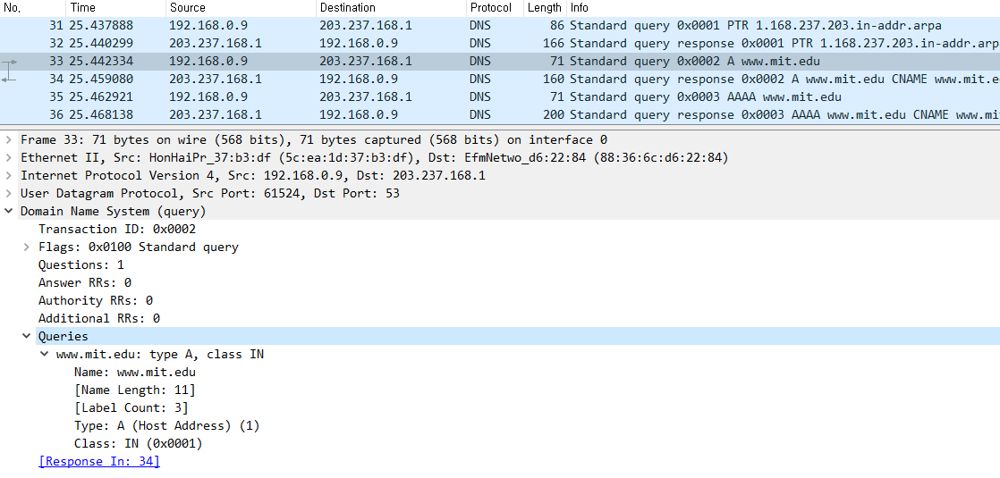 No. Time Source Destination Protocol Length Info
31 25.437888 192.168.0.9 203.237.168.1 DNS 86 Standard query 0x0001 PTR 1.168.237.203.in-addr.arpa
32 25.440299 203.237.168.1 192.168.0.9 DNS 166 Standard query response 0x0001 PTR 1.168.237.203.in-addr.arp
33 25.442334 192.168.0.9 203.237.168.1 DNS 71 Standard query 0x0002 A www.mit.edu
34 25.459080 203.237.168.1 192.168.0.9 DNS 160 Standard query response 0x0002 A www.mit.edu CNAME www.mit.e
35 25.462921 192.168.0.9 203.237.168.1 DNS 71 Standard query 0x0003 AAAA www.mit.edu
36 25.468138 203.237.168.1 192.168.0.9 DNS 200 Standard query response 0x0003 AAAA www.mit.edu CNAME www.mi
Frame 33: 71 bytes on wire (568 bits), 71 bytes captured (568 bits) on interface 0
Ethernet II, Src: HonHaiPr_37:b3:df (5c:ea:1d:37:b3:df), Dst: EfmNetwo_d6:22:84 (88:36:6c:d6:22:84)
Internet Protocol Version 4, Src: 192.168.0.9, Dst: 203.237.168.1
User Datagram Protocol, Src Port: 61524, Dst Port: 53
Domain Name System (query)
Transaction ID: 0x0002
Flags: 0x0100 Standard query
Questions: 1
Answer RRs: 0
Authority RRs: 0
Additional RRs: 0
Queries
www.mit.edu: type A, class IN
Name: www.mit.edu
[Name Length: 11]
[Label Count: 3]
Type: A (Host Address) (1)
Class: IN (0x0001)
[Response In: 34]